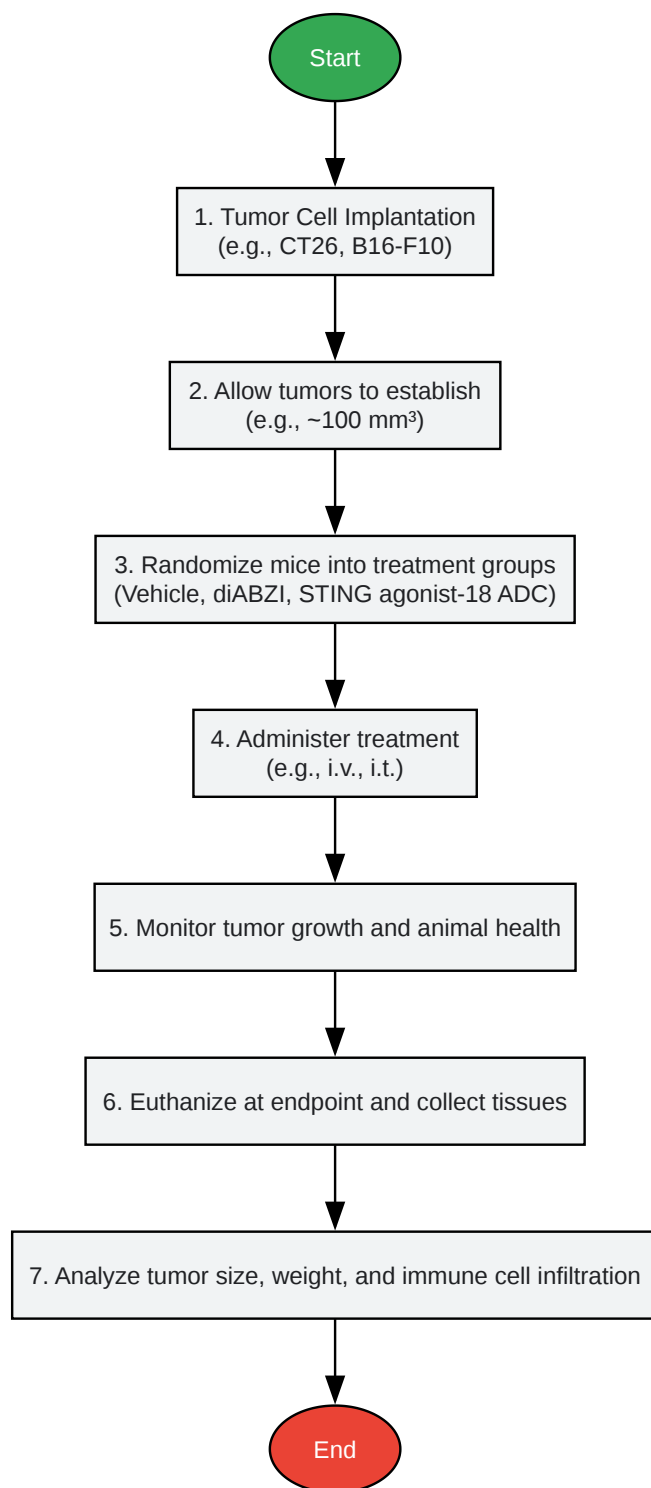 Start
1. Tumor Cell Implantation
(e.g., CT26, B16-F10)
2. Allow tumors to establish
(e.g., ~100 mm³)
3. Randomize mice into treatment groups
(Vehicle, diABZI, STING agonist-18 ADC)
4. Administer treatment
(e.g., i.v., i.t.)
5. Monitor tumor growth and animal health
6. Euthanize at endpoint and collect tissues
7. Analyze tumor size, weight, and immune cell infiltration
End